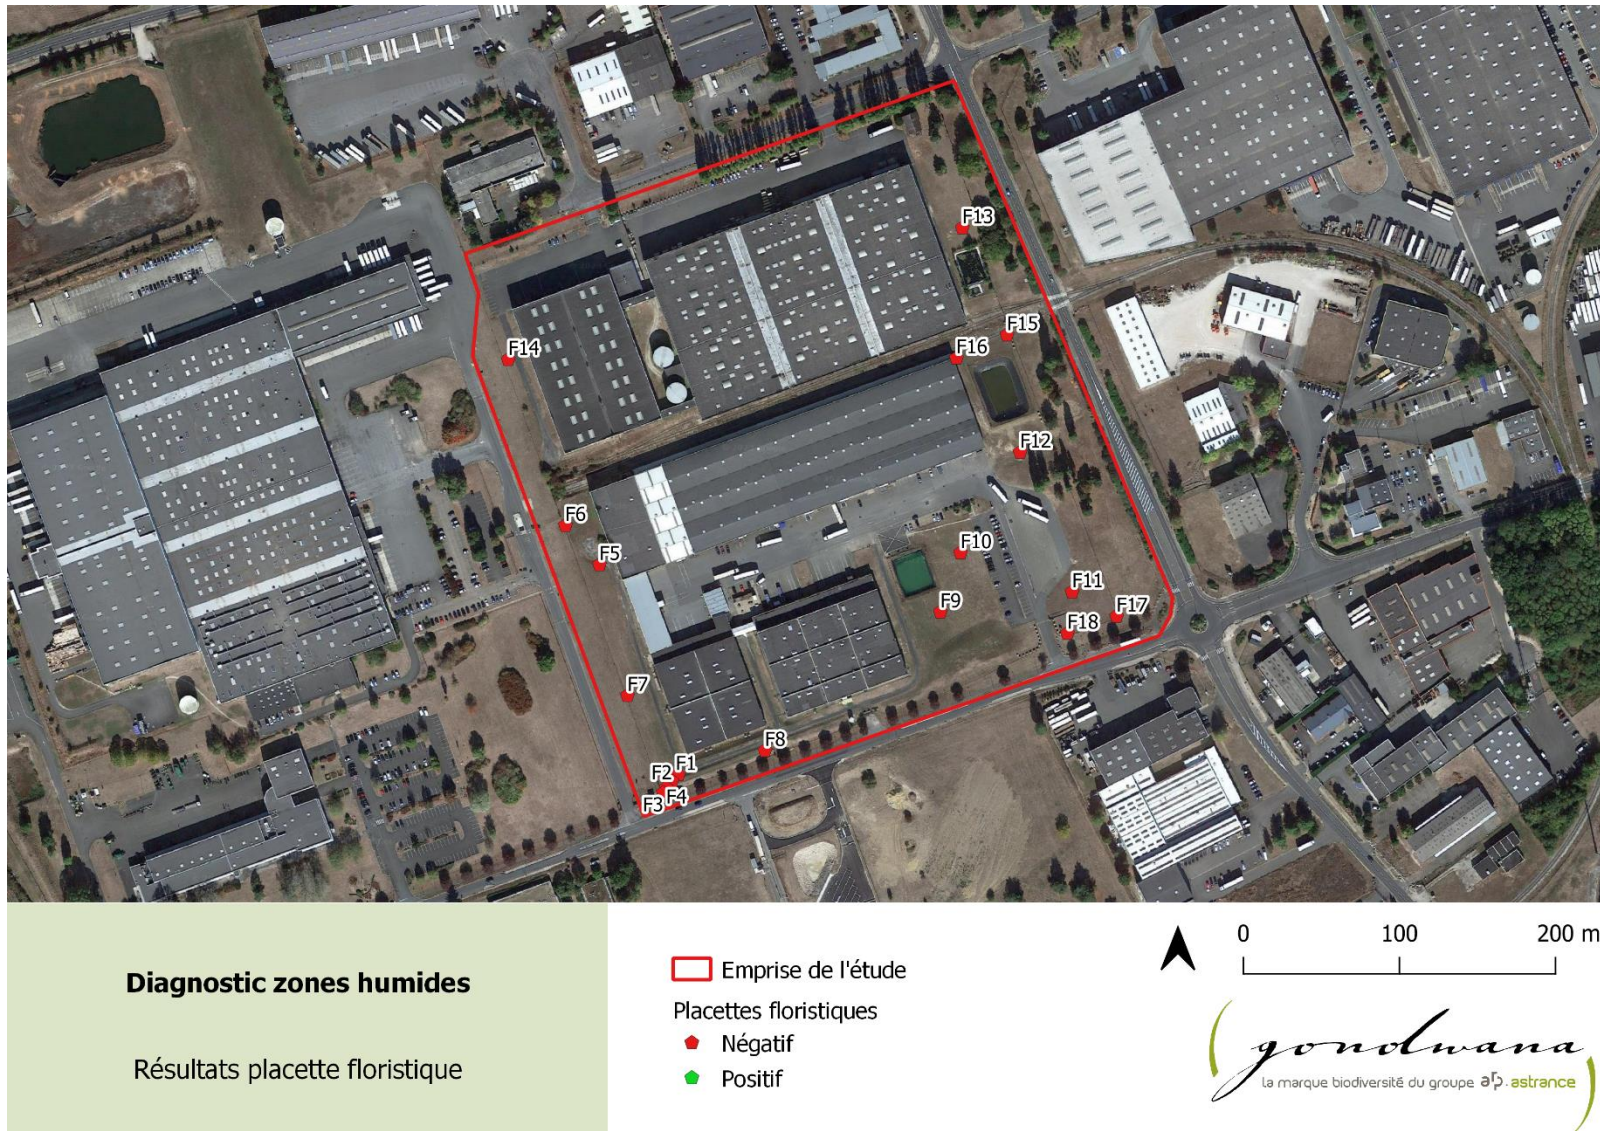 F13
F15
F16
F14
F12
F6
F5
F10
F11
F9
F17
F18
F7
F8
F1
F2
F4
F3
Diagnostic zones humides
Résultats placette floristique
Emprise de l'étude
Placettes floristiques
Négatif
Positif
0 100 200 m
gondwana
la marque biodiversité du groupe arp. astrance